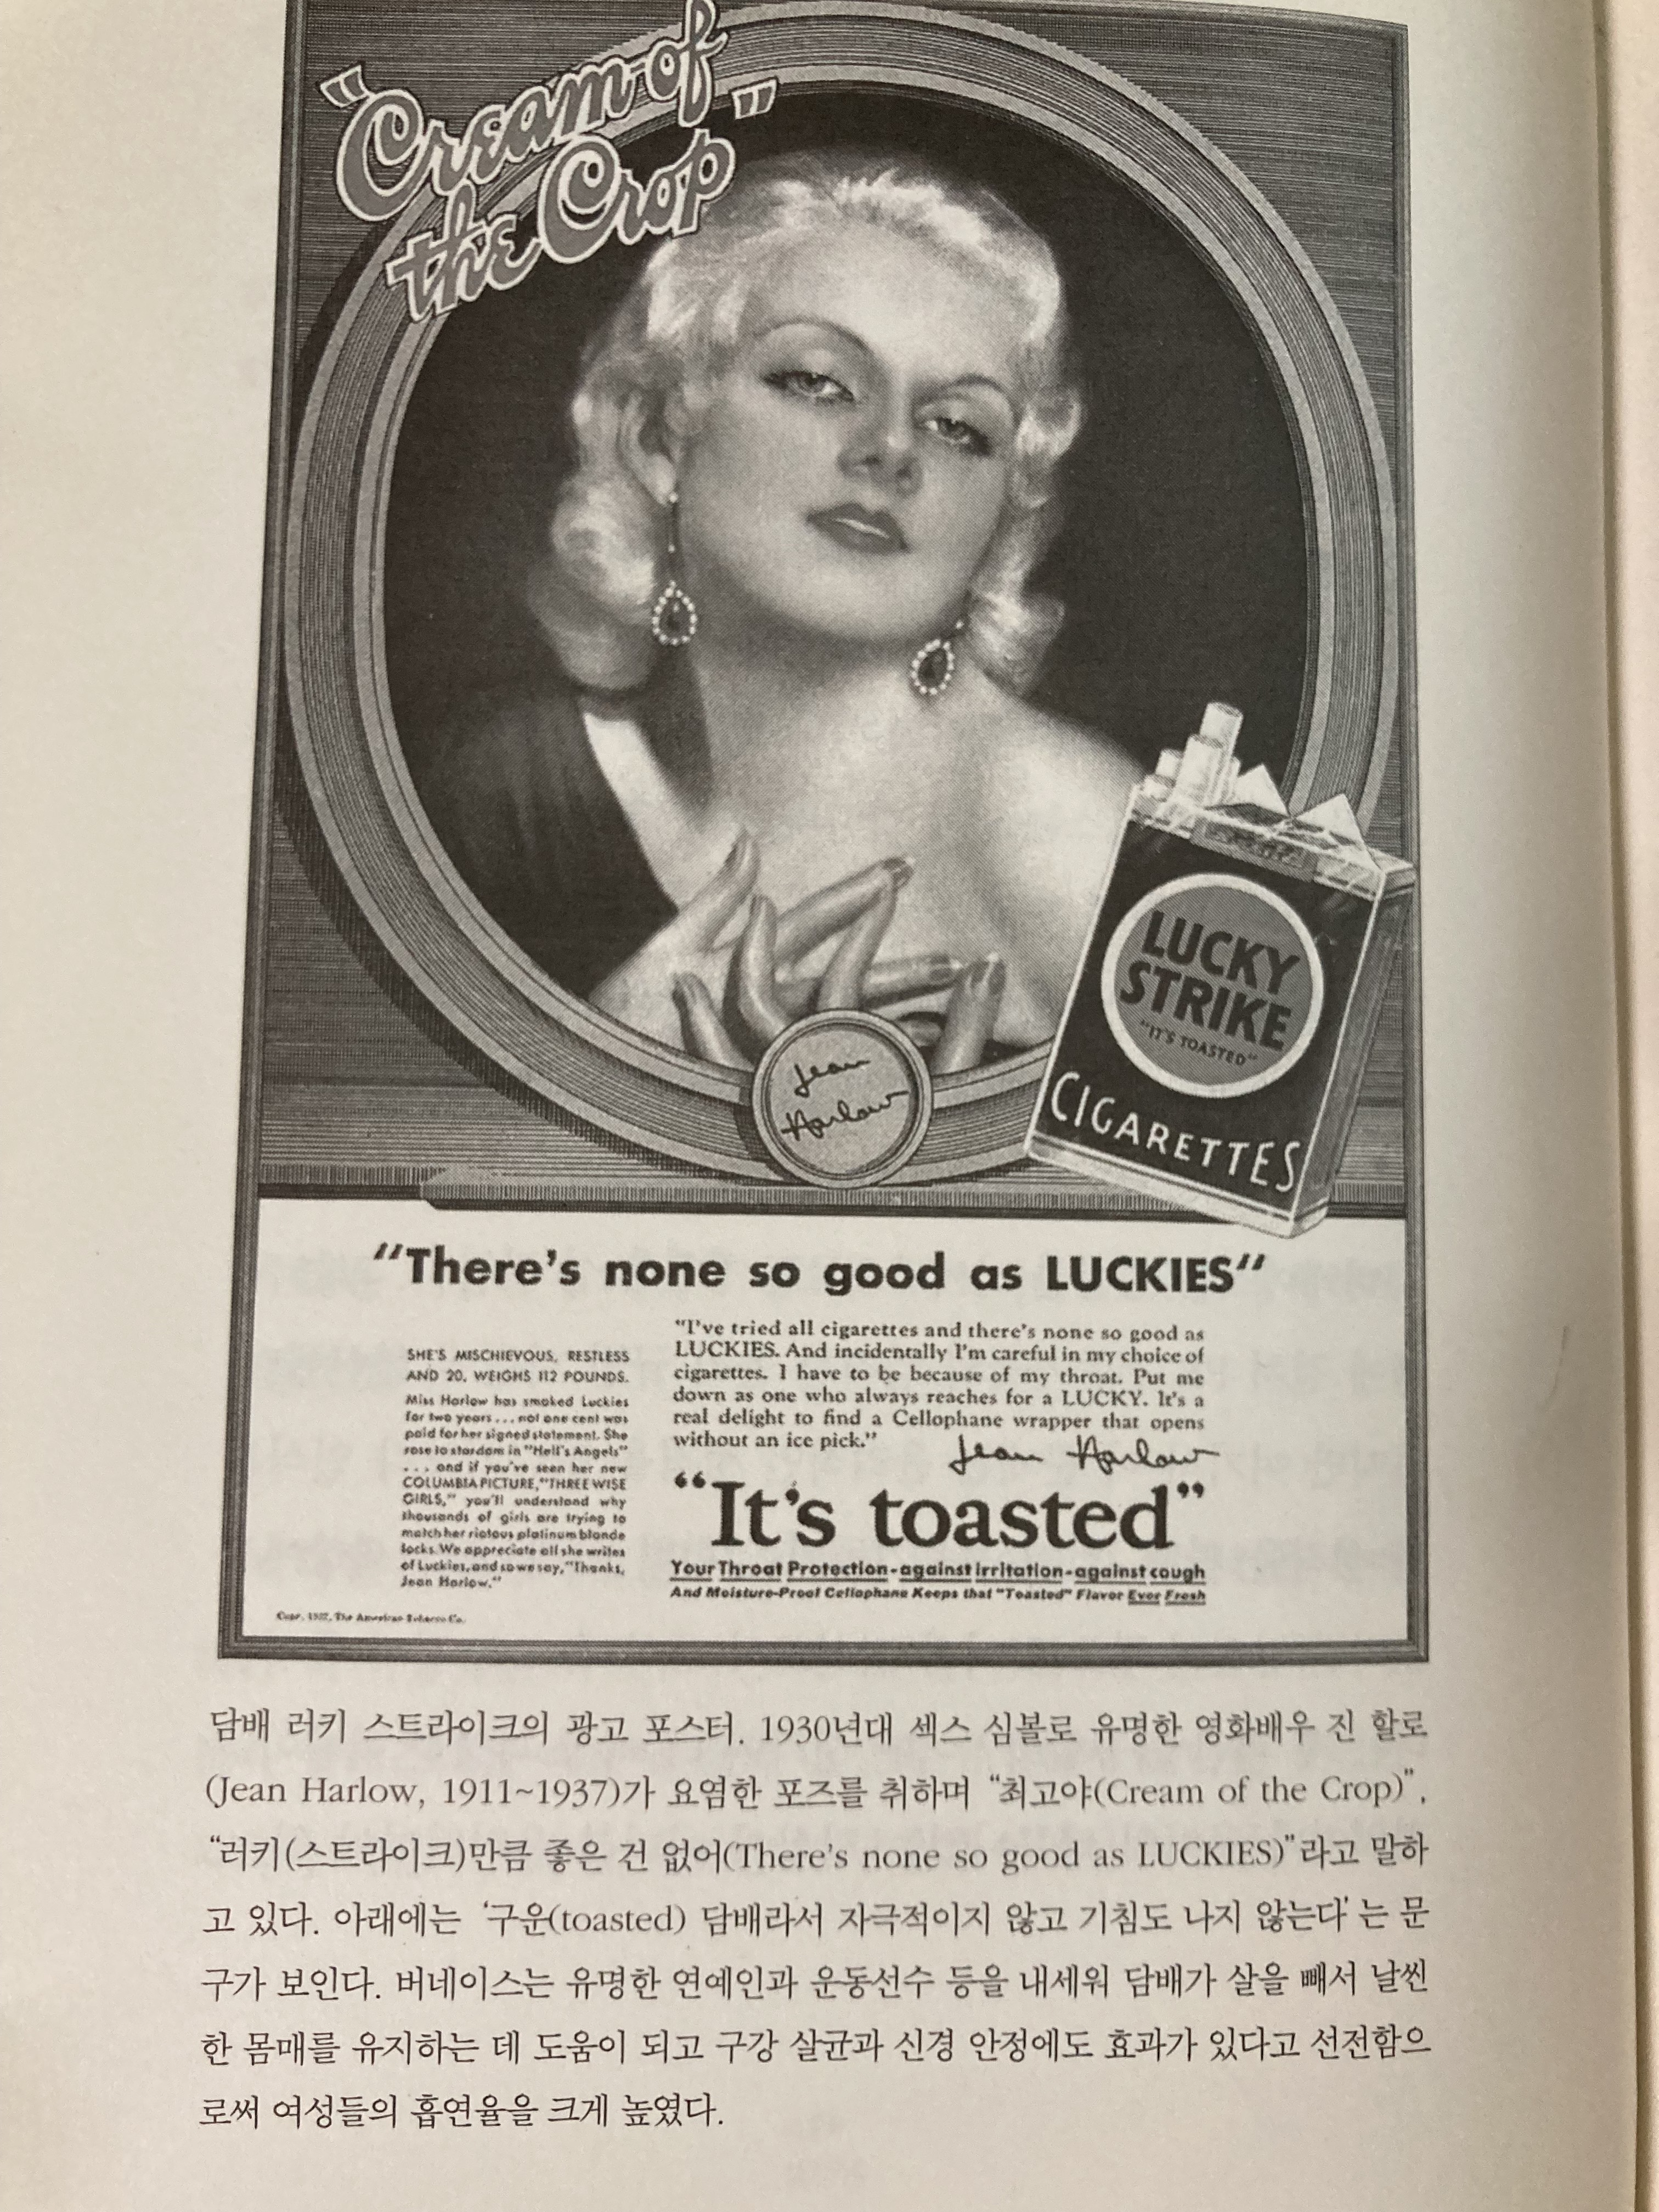 "Cream of
the Crop"
LUCKY
STRIKE
"IT'S TOASTED"
CIGARETTES
Jean
Harlow
"There's none so good as LUCKIES"
SHE'S MISCHIEVOUS, RESTLESS
AND 20, WEIGHS 112 POUNDS.
Miss Harlow has smoked Luckies
for two years . . . not one cent was
paid for her signed statement. She
rose to stardom in "Hell's Angels"
. . . and if you've seen her new
COLUMBIA PICTURE, "THREE WISE
GIRLS," you'll understand why
thousands of girls are trying to
match her riotous platinum blonde
locks. We appreciate all she writes
of Luckies, and so we say, "Thanks,
Jean Harlow."
"I've tried all cigarettes and there's none so good as
LUCKIES. And incidentally I'm careful in my choice of
cigarettes. I have to be because of my throat. Put me
down as one who always reaches for a LUCKY. It's a
real delight to find a Cellophane wrapper that opens
without an ice pick."
Jean Harlow
"It's toasted"
Your Throat Protection-against irritation-against cough
And Moisture-Proof Cellophane Keeps that "Toasted" Flavor Ever Fresh
The American Tobacco Co.
담배 러키 스트라이크의 광고 포스터. 1930년대 섹스 심볼로 유명한 영화배우 진 할로
(Jean Harlow, 1911~1937)가 요염한 포즈를 취하며 "최고야(Cream of the Crop)",
"러키(스트라이크)만큼 좋은 건 없어(There's none so good as LUCKIES)"라고 말하
고 있다. 아래에는 '구운(toasted) 담배라서 자극적이지 않고 기침도 나지 않는다'는 문
구가 보인다. 버네이스는 유명한 연예인과 운동선수 등을 내세워 담배가 살을 빼서 날씬
한 몸매를 유지하는 데 도움이 되고 구강 살균과 신경 안정에도 효과가 있다고 선전함으
로써 여성들의 흡연율을 크게 높였다.